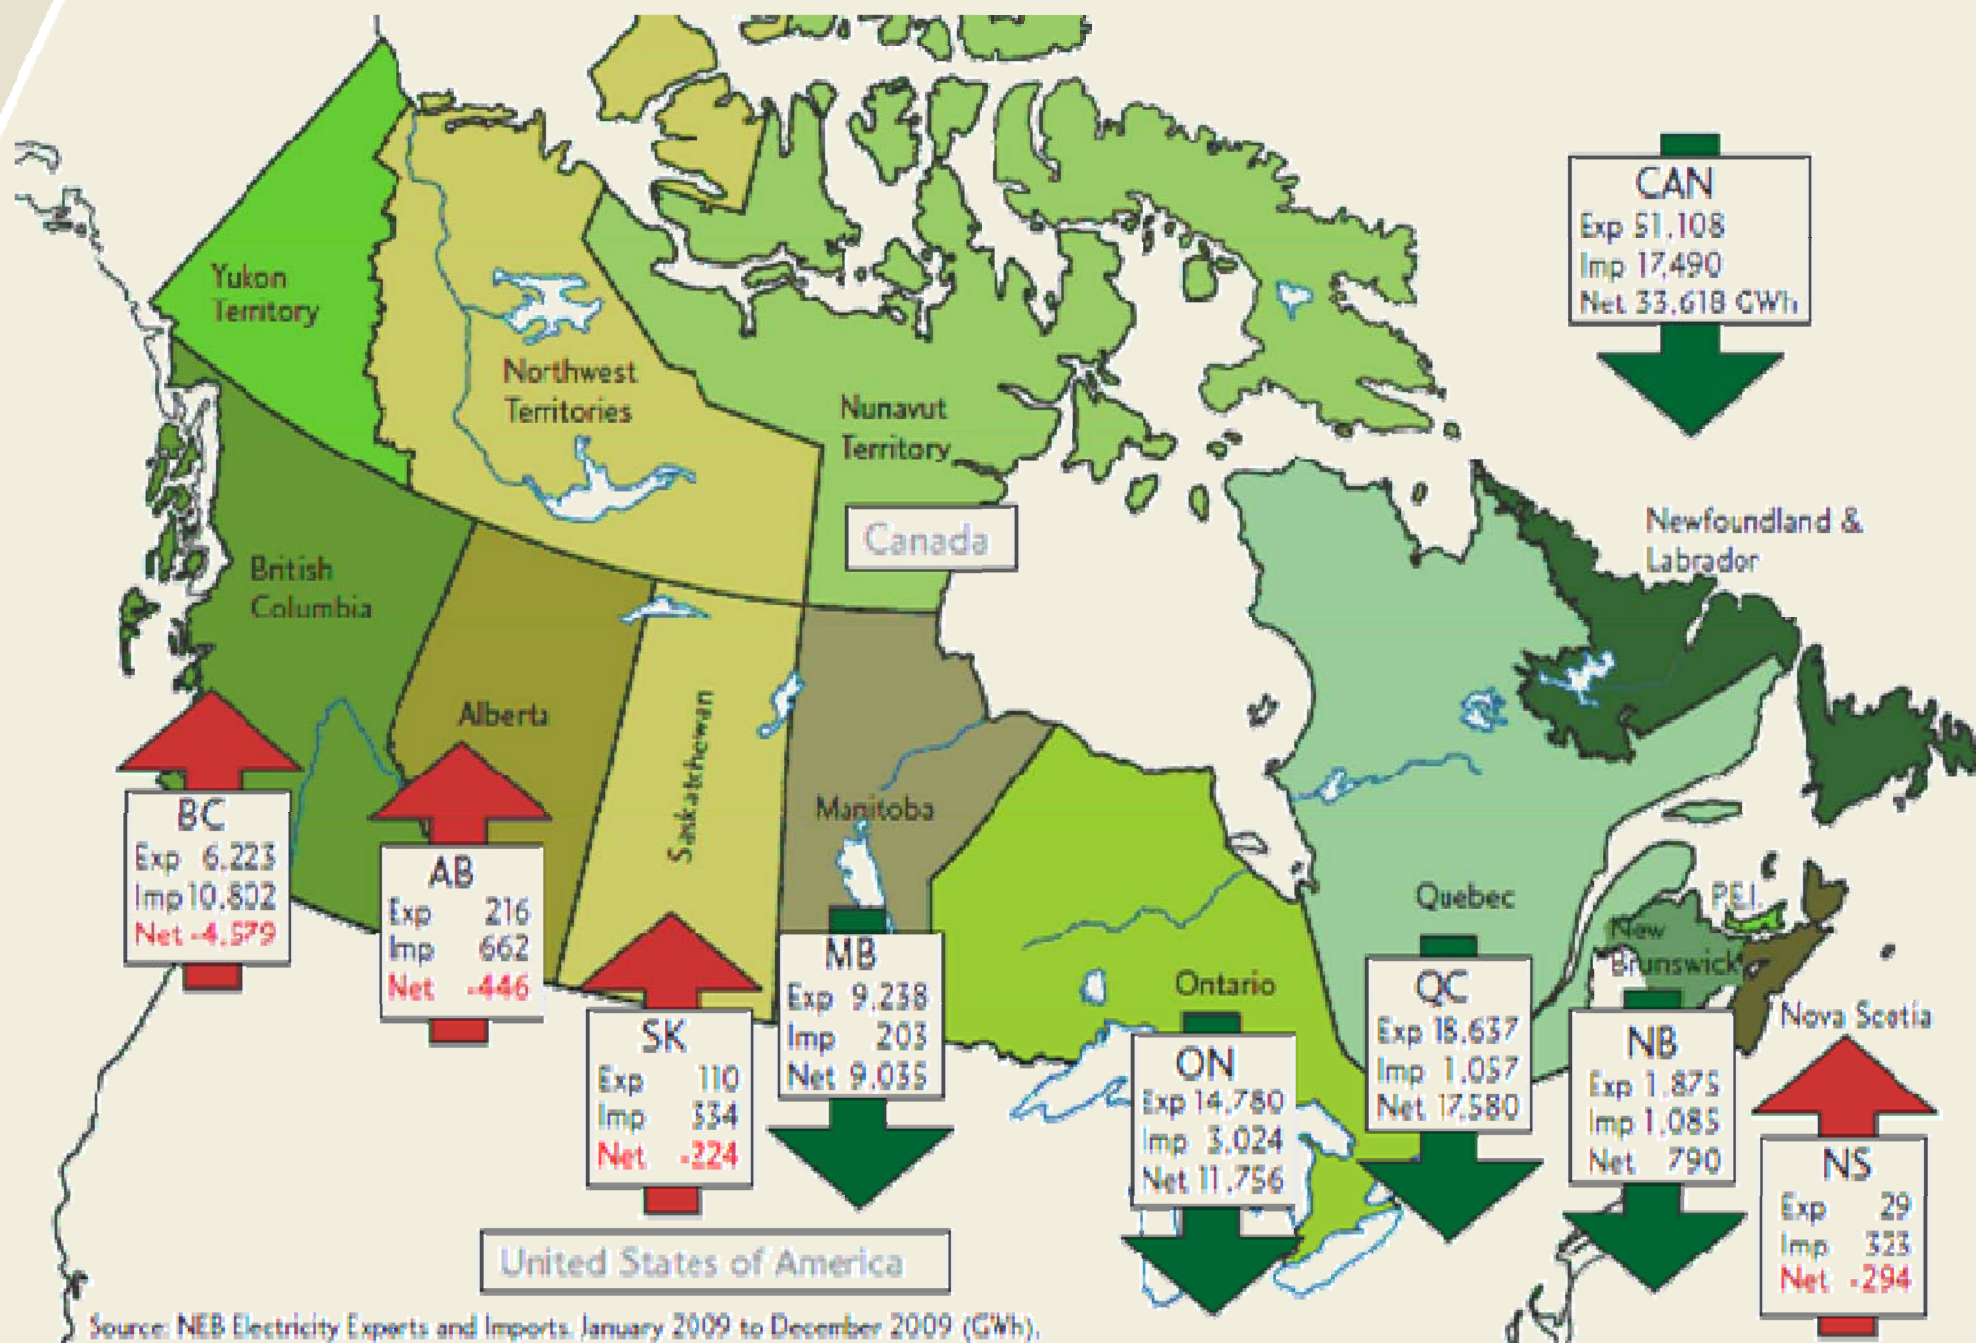 CAN
Exp 51,108
Imp 17,490
Net 33,618 GWh
Yukon
Territory
Northwest
Territories
Nunavut
Territory
Canada
Newfoundland &
Labrador
British
Columbia
Alberta
Saskatchewan
Manitoba
Ontario
Quebec
P.E.I.
New
Brunswick
Nova Scotia
BC
Exp 6,223
Imp 10,802
Net -4,579
AB
Exp 216
Imp 662
Net -446
SK
Exp 110
Imp 334
Net -224
MB
Exp 9,238
Imp 203
Net 9,035
ON
Exp 14,780
Imp 3,024
Net 11,756
QC
Exp 18,637
Imp 1,057
Net 17,580
NB
Exp 1,875
Imp 1,085
Net 790
NS
Exp 29
Imp 323
Net -294
United States of America
Source: NEB Electricity Exports and Imports. January 2009 to December 2009 (GWh).